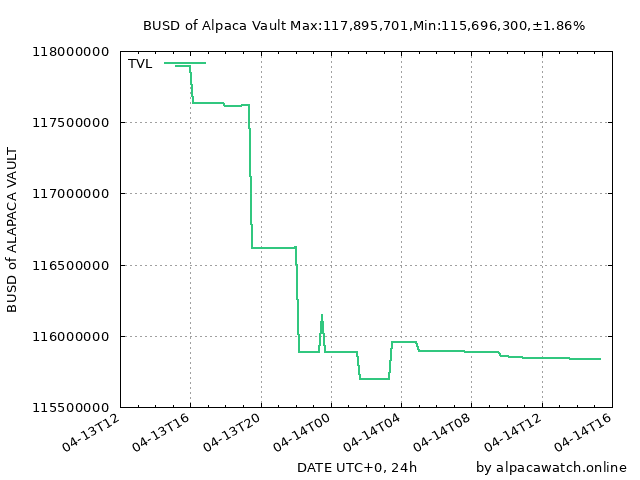 BUSD of Alpaca Vault Max:117,895,701,Min:115,696,300,±1.86%
118000000
TVL
117500000
117000000
116500000
116000000
115500000
BUSD of ALAPACA VAULT
04-13T12
04-13T16
04-13T20
04-14T00
04-14T04
04-14T08
04-14T12
04-14T16
DATE UTC+0, 24h
by alpacawatch.online